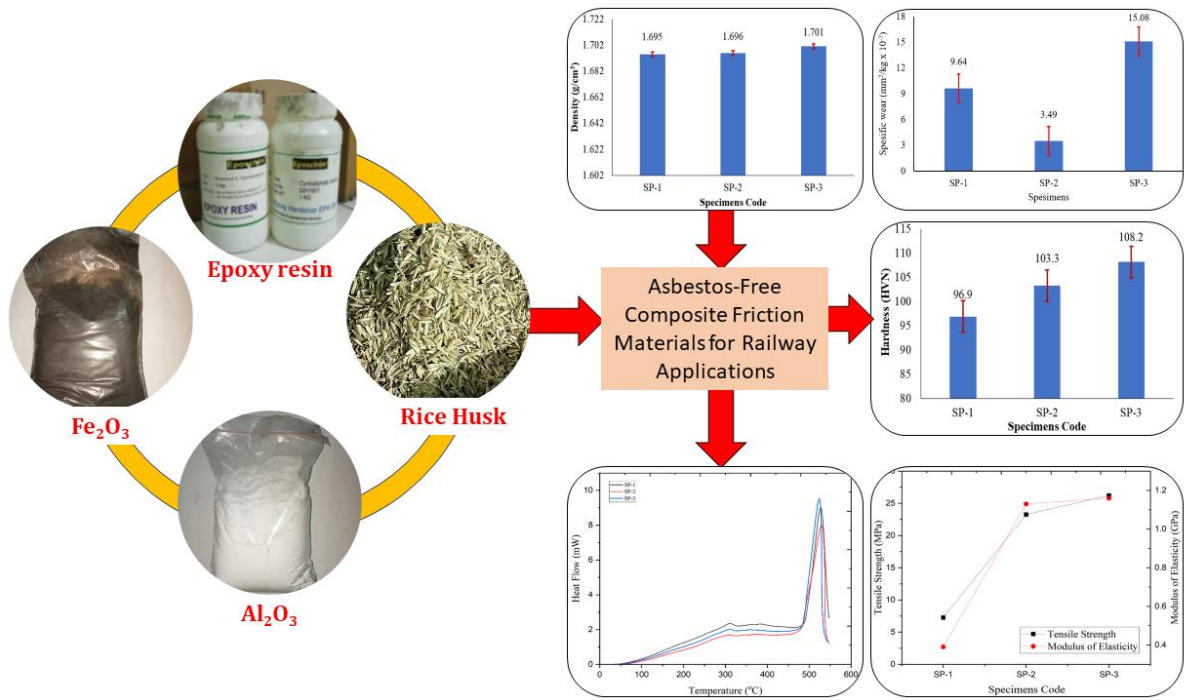 Eposchlon
EPOXY RESIN
Epoxy resin
Fe₂O₃
Rice Husk
Al₂O₃
1.722
1.702
1.682
1.662
1.642
1.622
1.602
Density (g/cm³)
1.695
1.696
1.701
SP-1
SP-2
SP-3
Specimens Code
18
15
12
9
6
3
0
9.64
3.49
15.08
SP-1
SP-2
SP-3
Spesimens
Asbestos-Free
Composite Friction
Materials for Railway
Applications
115
110
105
100
95
90
85
80
Hardness (HVN)
96.9
103.3
108.2
SP-1
SP-2
SP-3
Specimens Code
SP-1
SP-2
SP-3
10
8
6
4
2
0
Heat Flow (mW)
0
100
200
300
400
500
600
Temperature (°C)
30
25
20
15
10
5
0
Tensile Strength (MPa)
1.2
1.0
0.8
0.6
0.4
Modulus of Elasticity (GPa)
Tensile Strength
Modulus of Elasticity
SP-1
SP-2
SP-3
Specimens Code